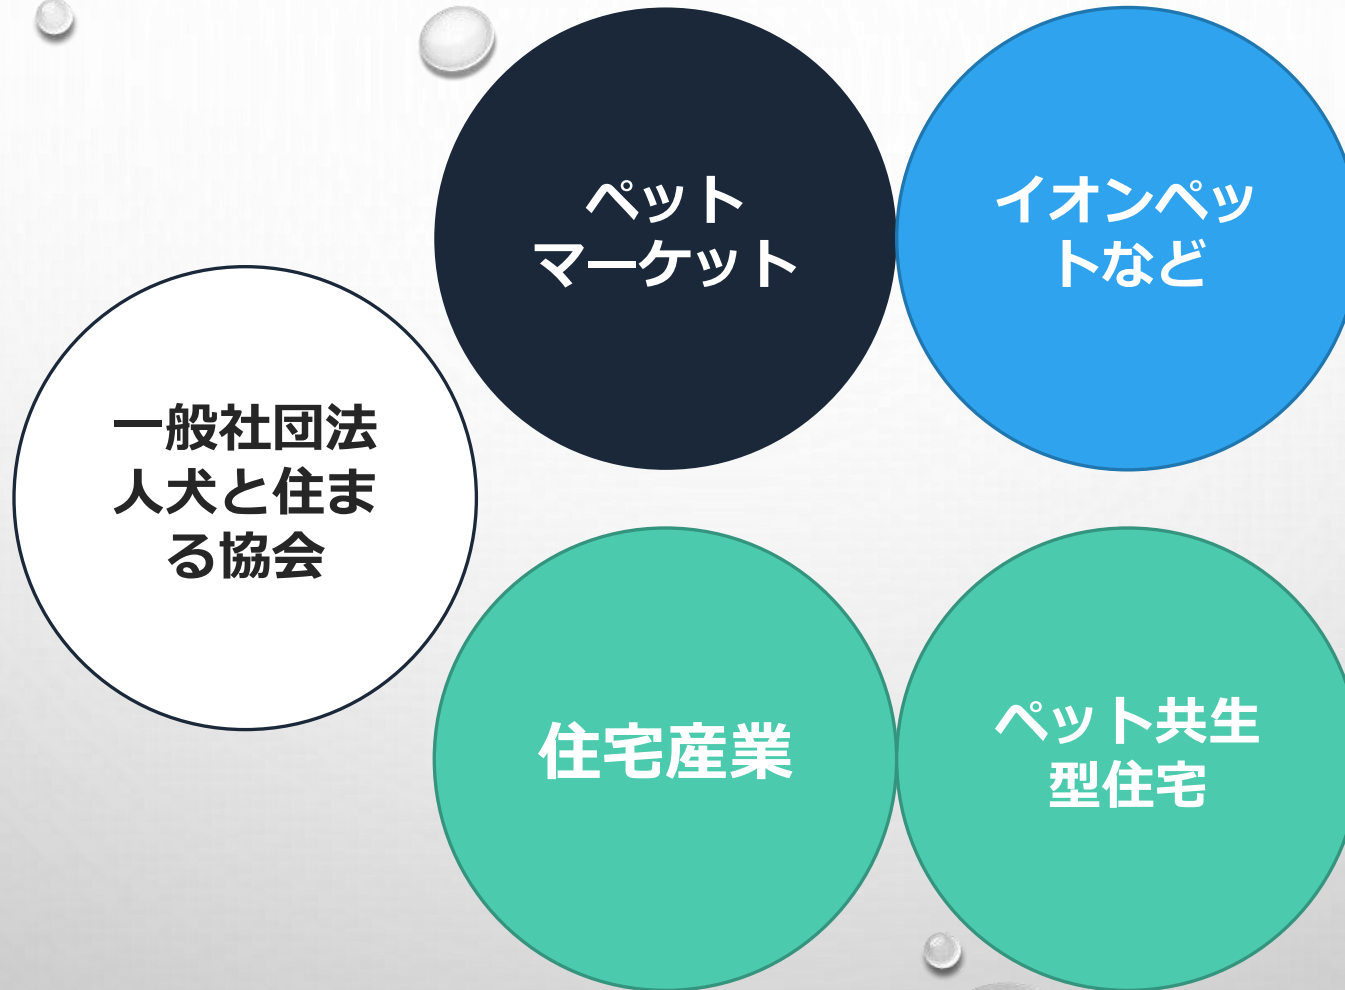 ペット
マーケット
イオンペッ
トなど
一般社団法
人犬と住ま
る協会
住宅産業
ペット共生
型住宅